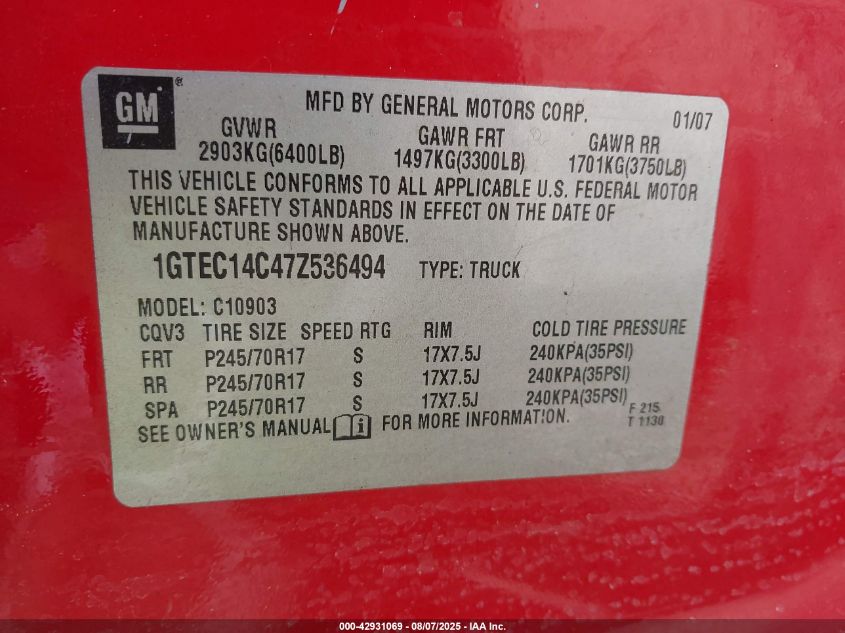 GM®
MFD BY GENERAL MOTORS CORP. 01/07
GVWR GAWR FRT GAWR RR
2903KG(6400LB) 1497KG(3300LB) 1701KG(3750LB)
THIS VEHICLE CONFORMS TO ALL APPLICABLE U.S. FEDERAL MOTOR
VEHICLE SAFETY STANDARDS IN EFFECT ON THE DATE OF
MANUFACTURE SHOWN ABOVE.
1GTEC14C47Z536494 TYPE: TRUCK
MODEL: C10903
CQV3 TIRE SIZE SPEED RTG RIM COLD TIRE PRESSURE
FRT P245/70R17 S 17X7.5J 240KPA(35PSI)
RR P245/70R17 S 17X7.5J 240KPA(35PSI)
SPA P245/70R17 S 17X7.5J 240KPA(35PSI)
F 215
SEE OWNER'S MANUAL i FOR MORE INFORMATION. T 1130
000-42931069 - 08/07/2025 - IAA Inc.